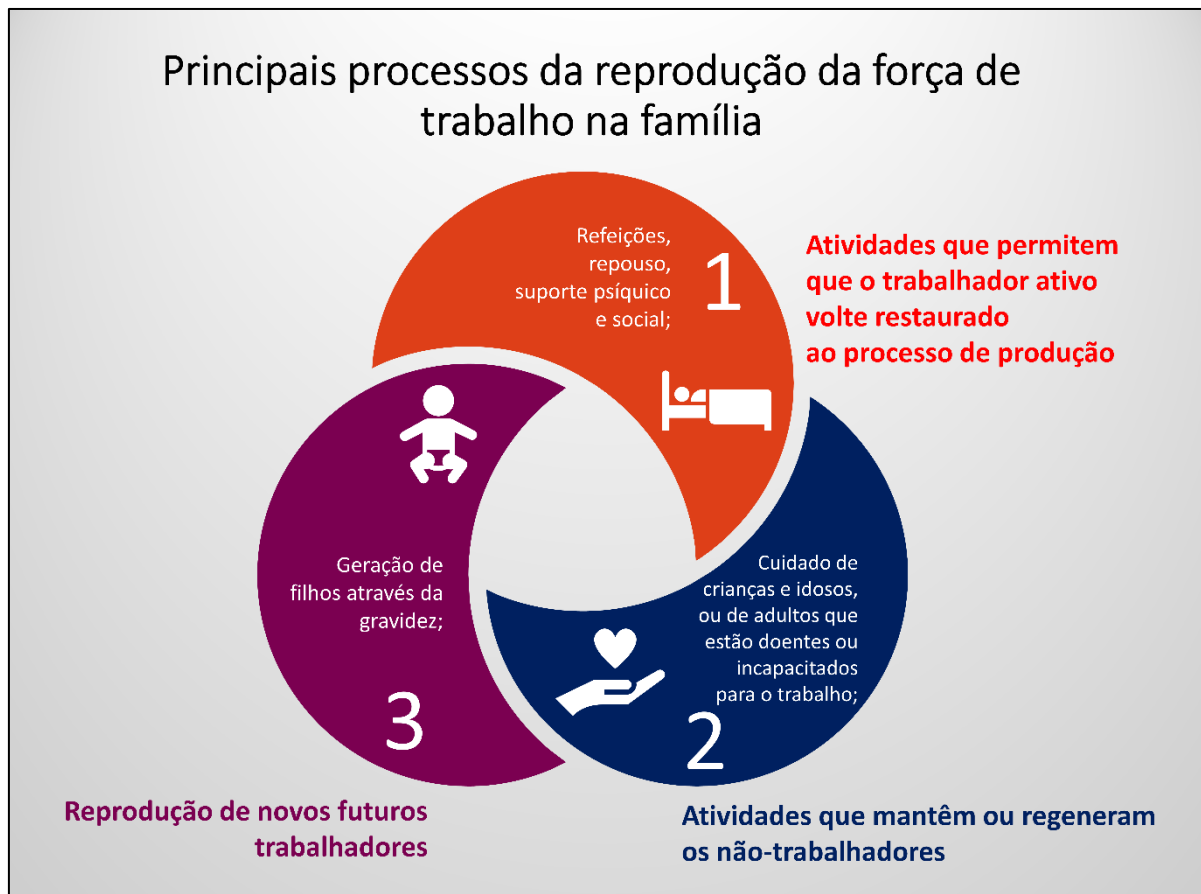 Principais processos da reprodução da força de
trabalho na família
Refeições,
repouso,
suporte psíquico
e social;
1
Atividades que permitem
que o trabalhador ativo
volte restaurado
ao processo de produção
Cuidado de
crianças e idosos,
ou de adultos que
estão doentes ou
incapacitados
para o trabalho;
2
Atividades que mantêm ou regeneram
os não-trabalhadores
Geração de
filhos através da
gravidez;
3
Reprodução de novos futuros
trabalhadores